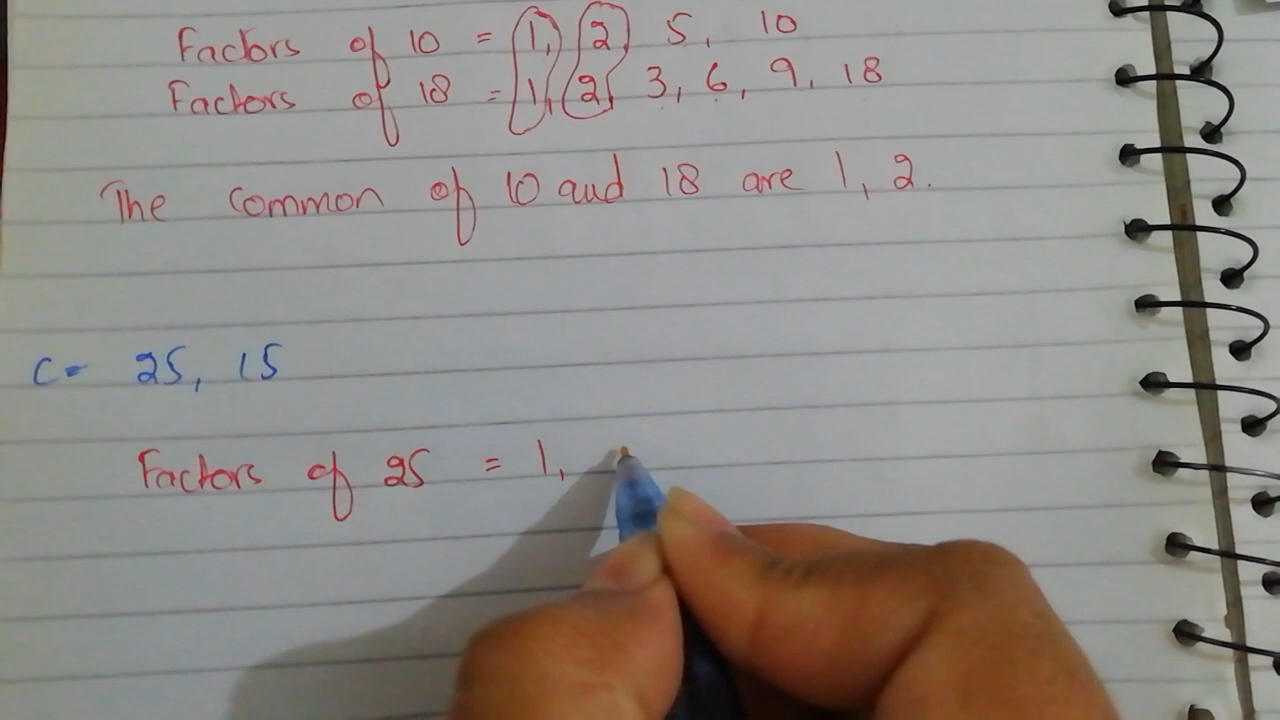 Factors of 10 = 1, 2, 5, 10
Factors of 18 = 1, 2, 3, 6, 9, 18
The common of 10 and 18 are 1, 2.
c- 25, 15
Factors of 25 = 1,